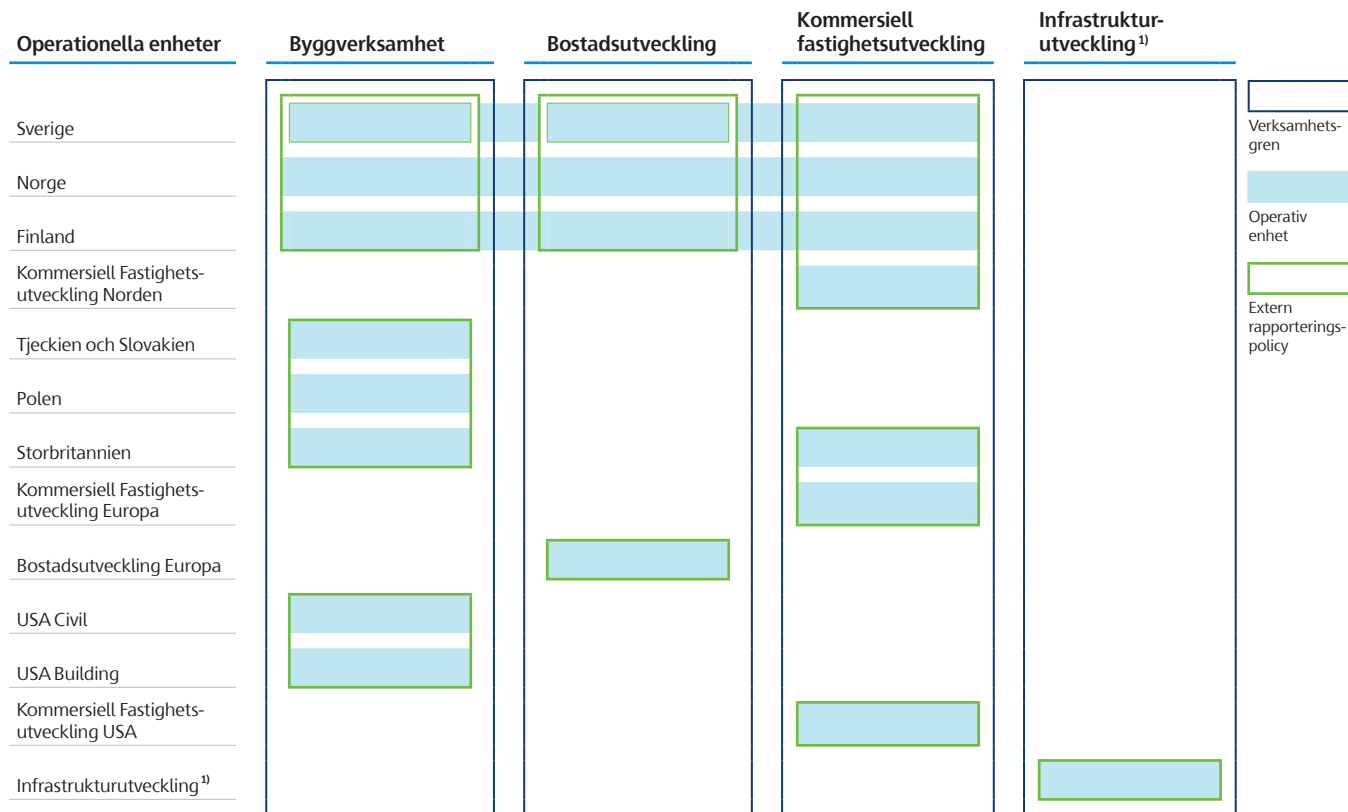 Operationella enheter
Byggverksamhet
Bostadsutveckling
Kommersiell
fastighetsutveckling
Infrastruktur-
utveckling 1)
Sverige
Norge
Finland
Kommersiell Fastighets-
utveckling Norden
Tjeckien och Slovakien
Polen
Storbritannien
Kommersiell Fastighets-
utveckling Europa
Bostadsutveckling Europa
USA Civil
USA Building
Kommersiell Fastighets-
utveckling USA
Infrastrukturutveckling 1)
Verksamhets-
gren
Operativ
enhet
Extern
rapporterings-
policy